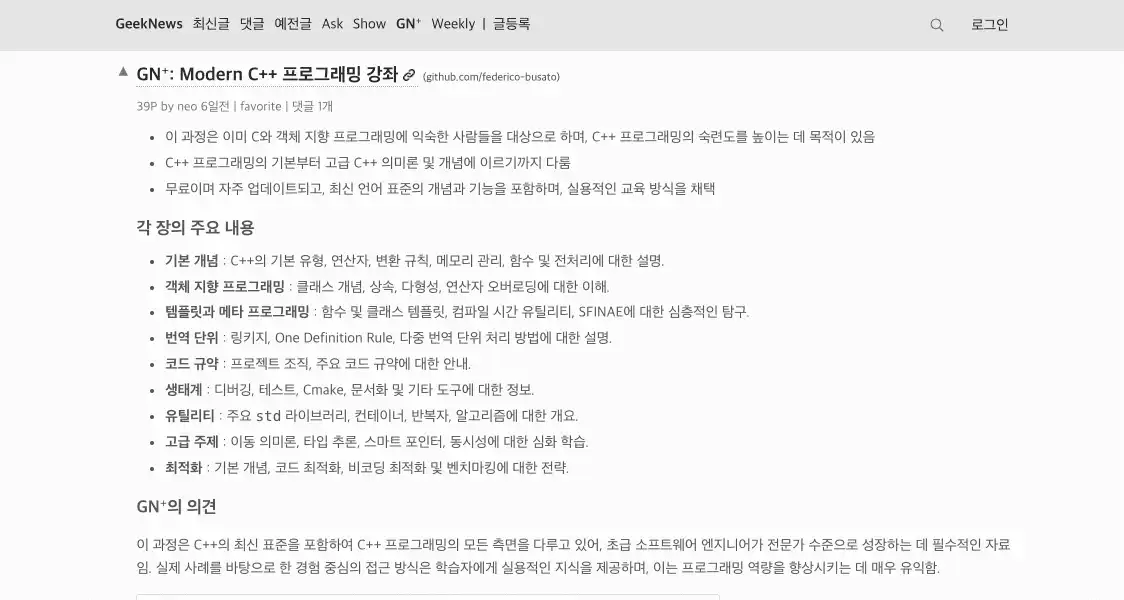 GeekNews 최신글 댓글 예전글 Ask Show GN⁺ Weekly | 글등록 로그인
GN⁺: Modern C++ 프로그래밍 강좌 (github.com/federico-busato)
39P by neo 6일전 | favorite | 댓글 1개
이 과정은 이미 C와 객체 지향 프로그래밍에 익숙한 사람들을 대상으로 하며, C++ 프로그래밍의 숙련도를 높이는 데 목적이 있음
C++ 프로그래밍의 기본부터 고급 C++ 의미론 및 개념에 이르기까지 다룸
무료이며 자주 업데이트되고, 최신 언어 표준의 개념과 기능을 포함하며, 실용적인 교육 방식을 채택
각 장의 주요 내용
기본 개념 : C++의 기본 유형, 연산자, 변환 규칙, 메모리 관리, 함수 및 전처리에 대한 설명.
객체 지향 프로그래밍 : 클래스 개념, 상속, 다형성, 연산자 오버로딩에 대한 이해.
템플릿과 메타 프로그래밍 : 함수 및 클래스 템플릿, 컴파일 시간 유틸리티, SFINAE에 대한 심층적인 탐구.
번역 단위 : 링키지, One Definition Rule, 다중 번역 단위 처리 방법에 대한 설명.
코드 규약 : 프로젝트 조직, 주요 코드 규약에 대한 안내.
생태계 : 디버깅, 테스트, Cmake, 문서화 및 기타 도구에 대한 정보.
유틸리티 : 주요 std 라이브러리, 컨테이너, 반복자, 알고리즘에 대한 개요.
고급 주제 : 이동 의미론, 타입 추론, 스마트 포인터, 동시성에 대한 심화 학습.
최적화 : 기본 개념, 코드 최적화, 비코딩 최적화 및 벤치마킹에 대한 전략.
GN⁺의 의견
이 과정은 C++의 최신 표준을 포함하여 C++ 프로그래밍의 모든 측면을 다루고 있어, 초급 소프트웨어 엔지니어가 전문가 수준으로 성장하는 데 필수적인 자료
임. 실제 사례를 바탕으로 한 경험 중심의 접근 방식은 학습자에게 실용적인 지식을 제공하며, 이는 프로그래밍 역량을 향상시키는 데 매우 유익함.